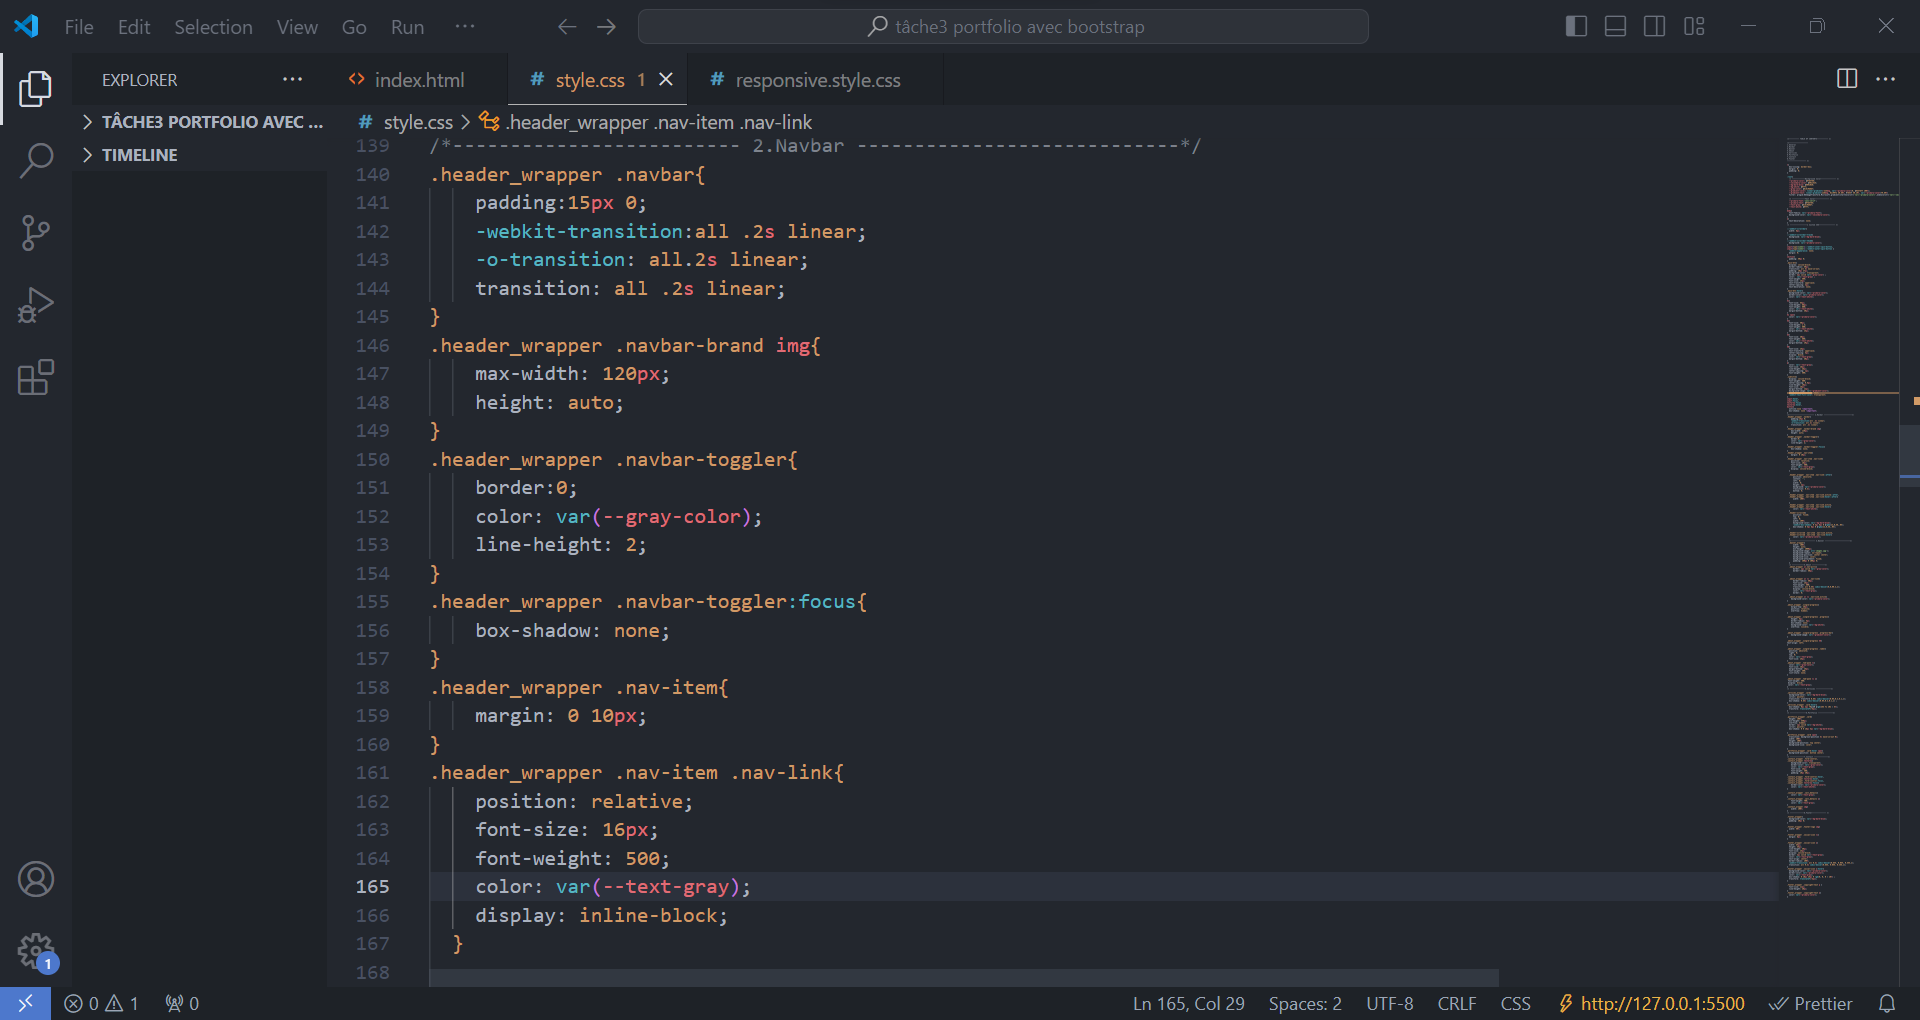 File Edit Selection View Go Run ··· tâche3 portfolio avec bootstrap
EXPLORER ···
index.html
# style.css 1
# responsive.style.css
TÂCHE3 PORTFOLIO AVEC ...
TIMELINE
# style.css > .header_wrapper .nav-item .nav-link
139 /*------------------------- 2.Navbar ----------------------------*/
140 .header_wrapper .navbar{
141 padding:15px 0;
142 -webkit-transition:all .2s linear;
143 -o-transition: all.2s linear;
144 transition: all .2s linear;
145 }
146 .header_wrapper .navbar-brand img{
147 max-width: 120px;
148 height: auto;
149 }
150 .header_wrapper .navbar-toggler{
151 border:0;
152 color: var(--gray-color);
153 line-height: 2;
154 }
155 .header_wrapper .navbar-toggler:focus{
156 box-shadow: none;
157 }
158 .header_wrapper .nav-item{
159 margin: 0 10px;
160 }
161 .header_wrapper .nav-item .nav-link{
162 position: relative;
163 font-size: 16px;
164 font-weight: 500;
165 color: var(--text-gray);
166 display: inline-block;
167 }
168
1
0 1 0 Ln 165, Col 29 Spaces: 2 UTF-8 CRLF CSS http://127.0.0.1:5500 Prettier